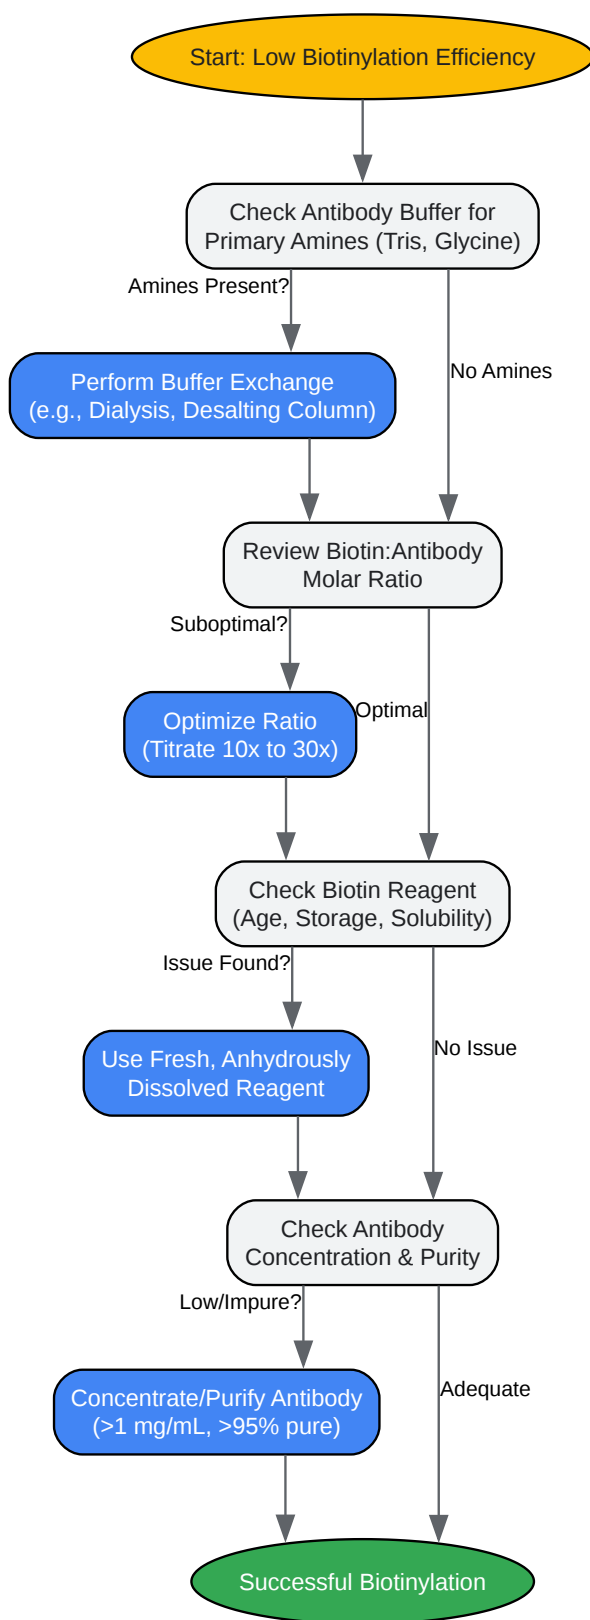 Start: Low Biotinylation Efficiency
Check Antibody Buffer for
Primary Amines (Tris, Glycine)
Amines Present?
No Amines
Perform Buffer Exchange
(e.g., Dialysis, Desalting Column)
Review Biotin:Antibody
Molar Ratio
Suboptimal?
Optimal
Optimize Ratio
(Titrate 10x to 30x)
Check Biotin Reagent
(Age, Storage, Solubility)
Issue Found?
No Issue
Use Fresh, Anhydrously
Dissolved Reagent
Check Antibody
Concentration & Purity
Low/Impure?
Adequate
Concentrate/Purify Antibody
(>1 mg/mL, >95% pure)
Successful Biotinylation